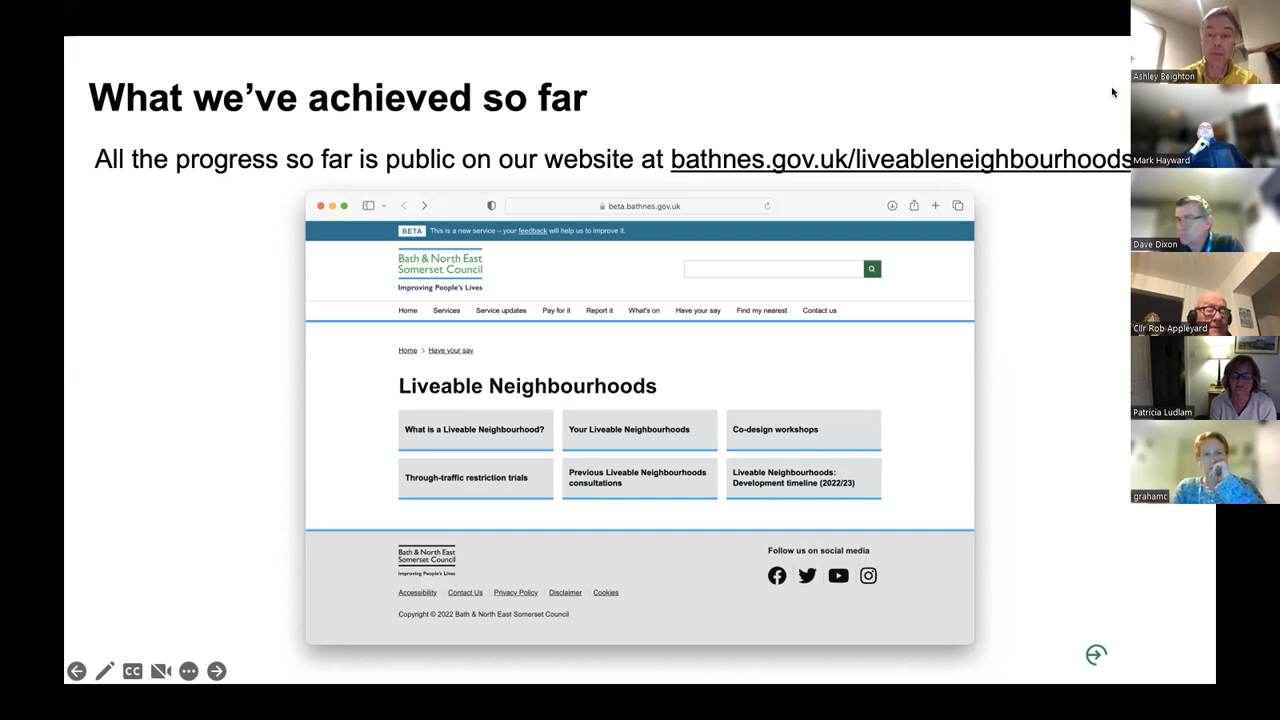 What we've achieved so far
All the progress so far is public on our website at bathnes.gov.uk/liveableneighbourhoods
beta.bathnes.gov.uk
BETA This is a new service – your feedback will help us to improve it.
Bath & North East
Somerset Council
Improving People's Lives
Home Services Service updates Pay for it Report it What's on Have your say Find my nearest Contact us
Home > Have your say
Liveable Neighbourhoods
What is a Liveable Neighbourhood? Your Liveable Neighbourhoods Co-design workshops
Through-traffic restriction trials
Previous Liveable Neighbourhoods
consultations
Liveable Neighbourhoods:
Development timeline (2022/23)
Bath & North East
Somerset Council
Improving People's Lives
Follow us on social media
Accessibility Contact Us Privacy Policy Disclaimer Cookies
Copyright © 2022 Bath & North East Somerset Council
CC
Ashley Beighton
Mark Hayward
Dave Dixon
Cllr Rob Appleyard
Patricia Ludlam
grahamc